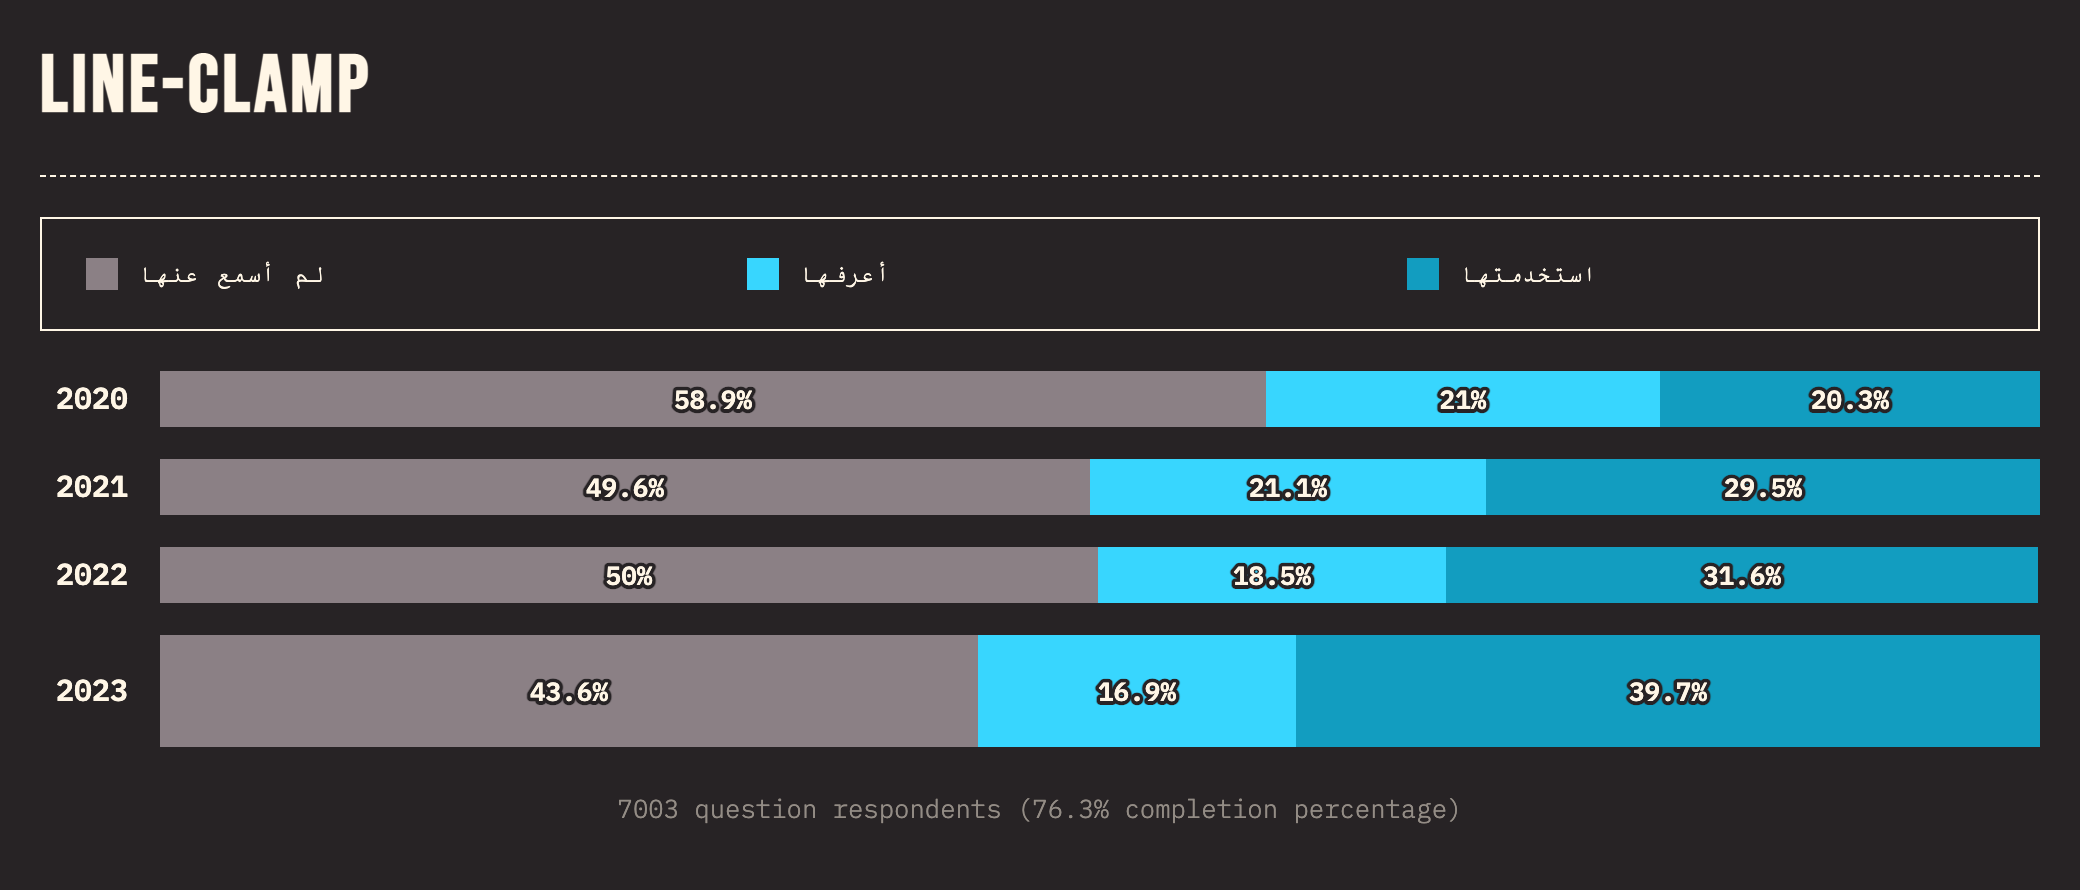 LINE-CLAMP
لم أسمع عنها
أعرفها
استخدمتها
2020 58.9% 21% 20.3%
2021 49.6% 21.1% 29.5%
2022 50% 18.5% 31.6%
2023 43.6% 16.9% 39.7%
7003 question respondents (76.3% completion percentage)